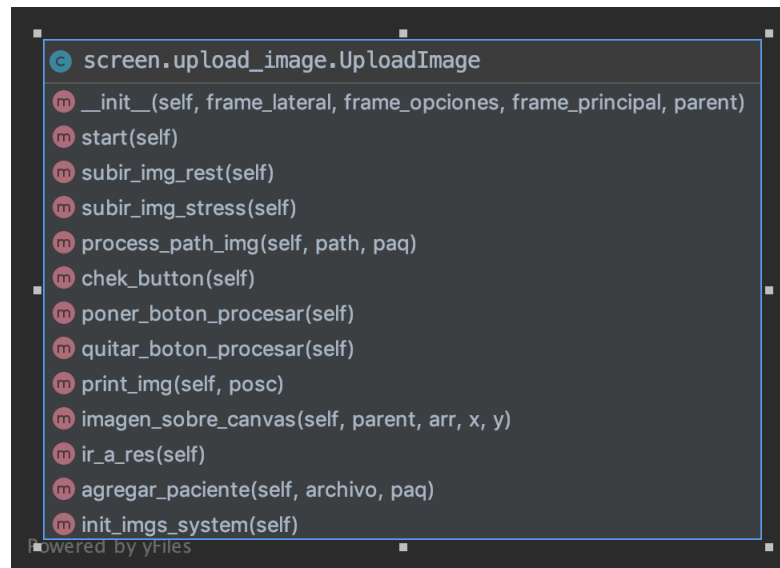 C screen.upload_image.UploadImage
m __init__(self, frame_lateral, frame_opciones, frame_principal, parent)
m start(self)
m subir_img_rest(self)
m subir_img_stress(self)
m process_path_img(self, path, paq)
m chek_button(self)
m poner_boton_procesar(self)
m quitar_boton_procesar(self)
m print_img(self, posc)
m imagen_sobre_canvas(self, parent, arr, x, y)
m ir_a_res(self)
m agregar_paciente(self, archivo, paq)
m init_imgs_system(self)
Powered by yFiles